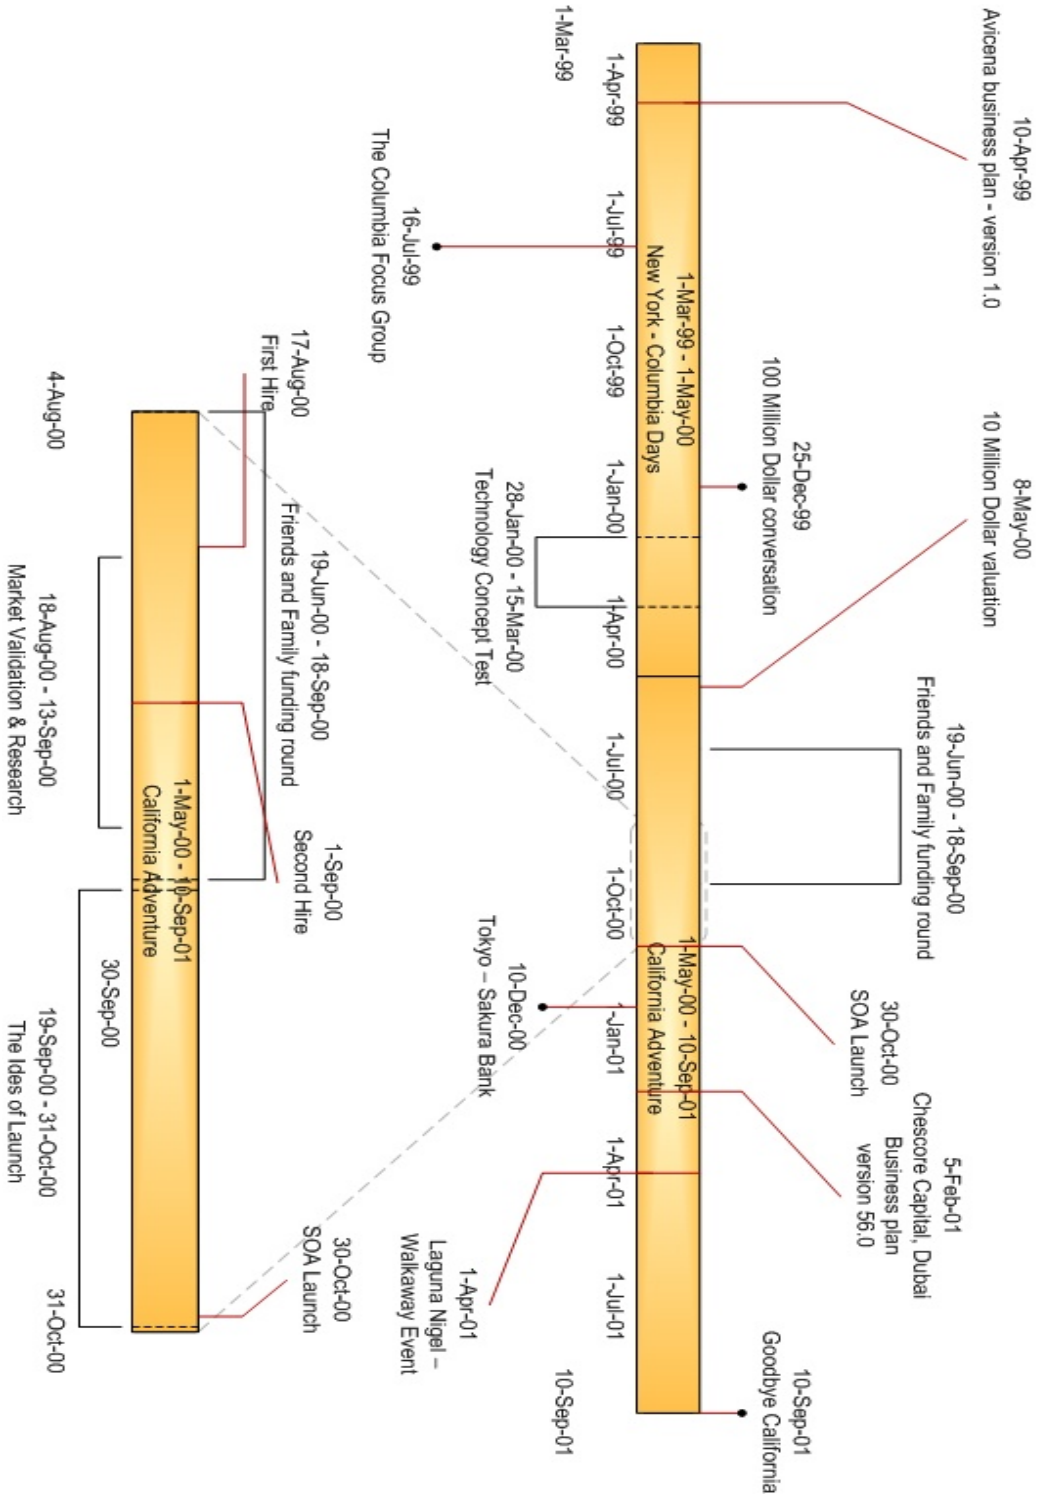 10-Apr-99
Avicena business plan - version 1.0
8-May-00
10 Million Dollar valuation
19-Jun-00 - 18-Sep-00
Friends and Family funding round
5-Feb-01
Chescore Capital, Dubai
Business plan
version 56.0
25-Dec-99
100 Million Dollar conversation
30-Oct-00
SOA Launch
10-Sep-01
Goodbye California
1-Mar-99 - 1-May-00
New York - Columbia Days
1-May-00 - 10-Sep-01
California Adventure
1-Apr-99
1-Jul-99
1-Oct-99
1-Jan-00
1-Apr-00
1-Jul-00
1-Oct-00
1-Jan-01
1-Apr-01
1-Jul-01
1-Mar-99
10-Sep-01
28-Jan-00 - 15-Mar-00
Technology Concept Test
10-Dec-00
Tokyo – Sakura Bank
16-Jul-99
The Columbia Focus Group
1-Apr-01
Laguna Nigel –
Walkaway Event
17-Aug-00
First Hire
19-Jun-00 - 18-Sep-00
Friends and Family funding round
1-Sep-00
Second Hire
30-Oct-00
SOA Launch
1-May-00 - 10-Sep-01
California Adventure
30-Sep-00
4-Aug-00
31-Oct-00
18-Aug-00 - 13-Sep-00
Market Validation & Research
19-Sep-00 - 31-Oct-00
The Ides of Launch